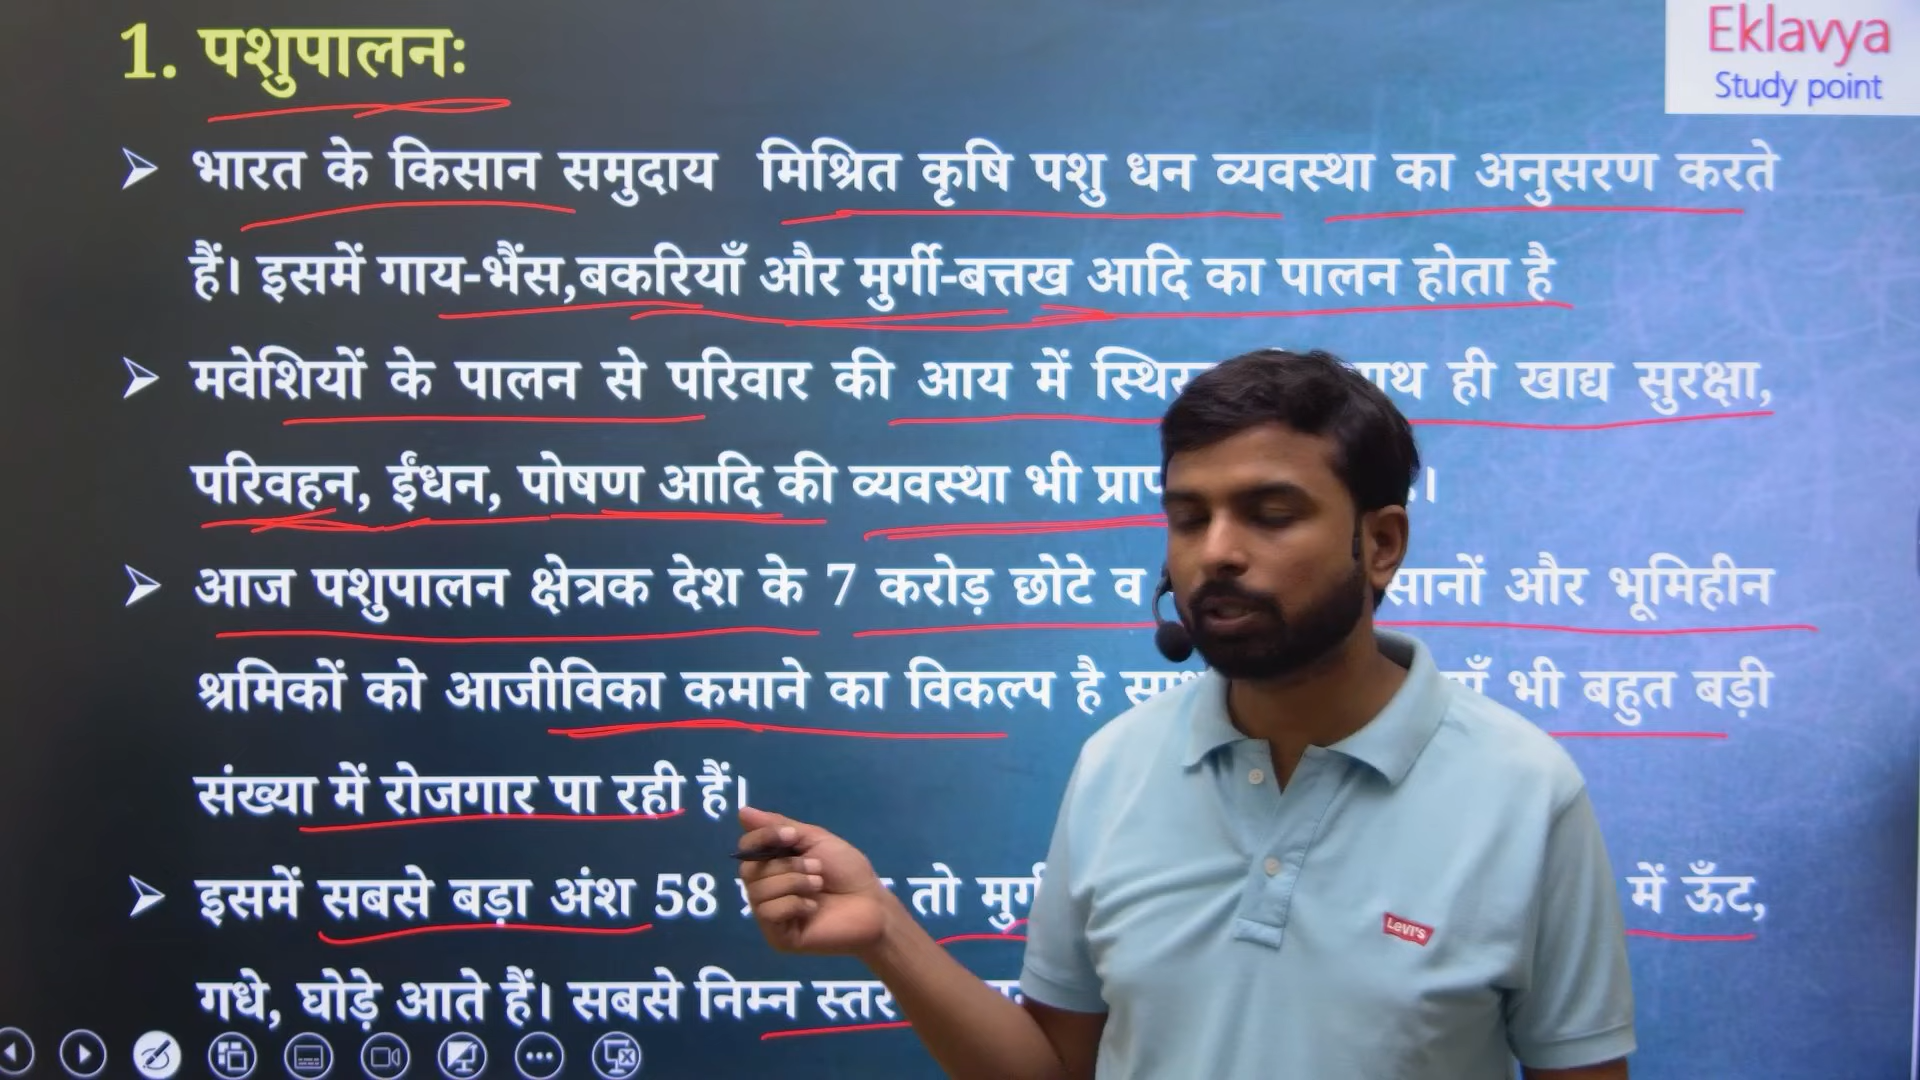 1. पशुपालनः
Eklavya
Study point
➢ भारत के किसान समुदाय मिश्रित कृषि पशु धन व्यवस्था का अनुसरण करते
हैं। इसमें गाय-भैंस,बकरियाँ और मुर्गी-बत्तख आदि का पालन होता है
➢ मवेशियों के पालन से परिवार की आय में ही खाद्य सुरक्षा,
परिवहन, ईंधन, पोषण आदि की व्यवस्था भी
➢ आज पशुपालन क्षेत्रक देश के 7 करोड़ छोटे व और भूमिहीन
श्रमिकों को आजीविका कमाने का विकल्प है भी बहुत बड़ी
संख्या में रोजगार पा रही हैं।
➢ इसमें सबसे बड़ा अंश 58 तो में ऊँट,
गधे, घोड़े आते हैं। सबसे निम्न स्तर
Levi's